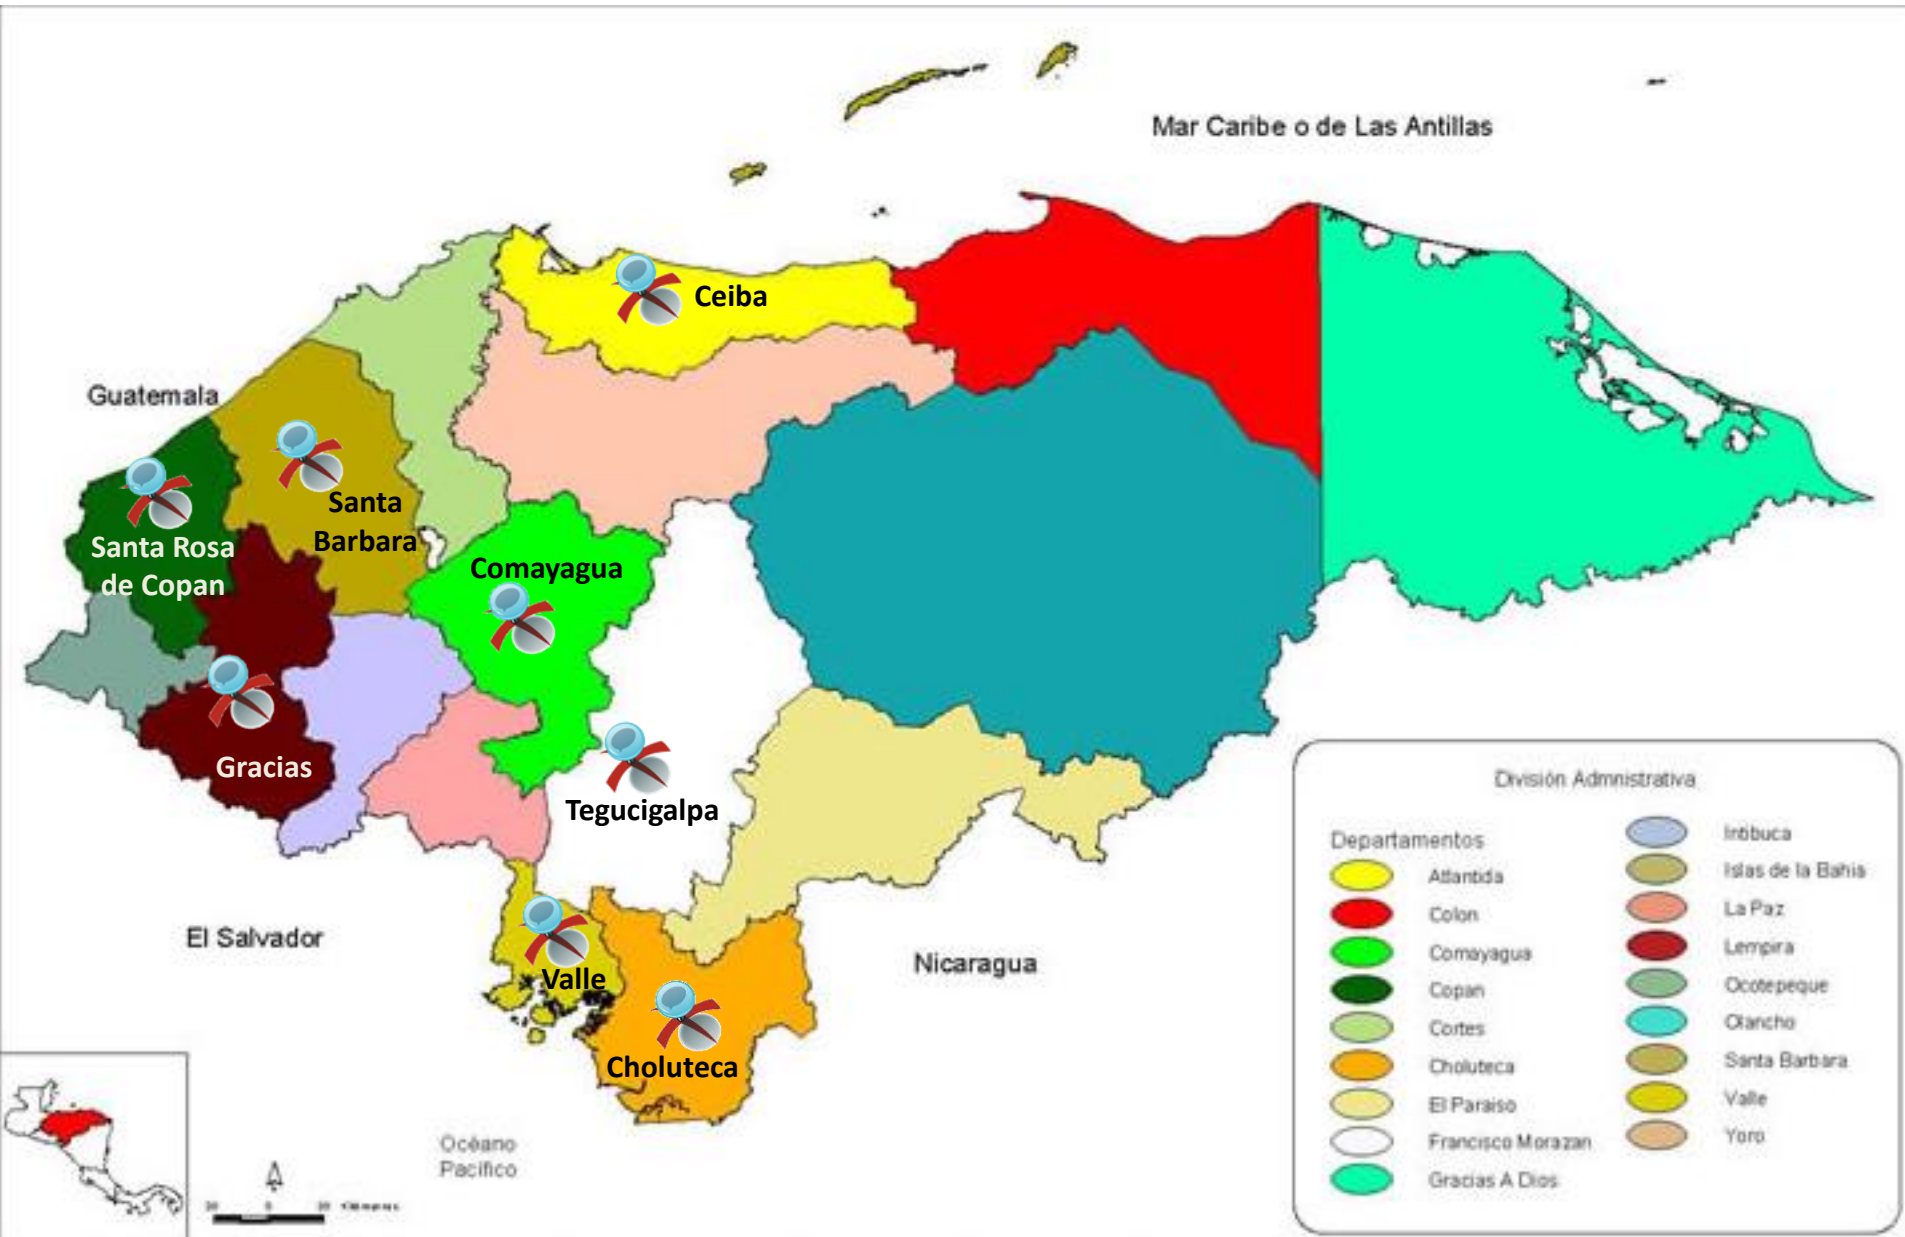 Mar Caribe o de Las Antillas
Ceiba
Guatemala
Santa
Barbara
Santa Rosa
de Copan
Comayagua
Gracias
Tegucigalpa
El Salvador
Valle
Nicaragua
Choluteca
Océano
Pacífico
División Admnistrativa
Departamentos
Atlantida
Colon
Comayagua
Copan
Cortes
Choluteca
El Paraiso
Francisco Morazan
Gracias A Dios
Intibuca
Islas de la Bahia
La Paz
Lempira
Ocotepeque
Olancho
Santa Barbara
Valle
Yoro